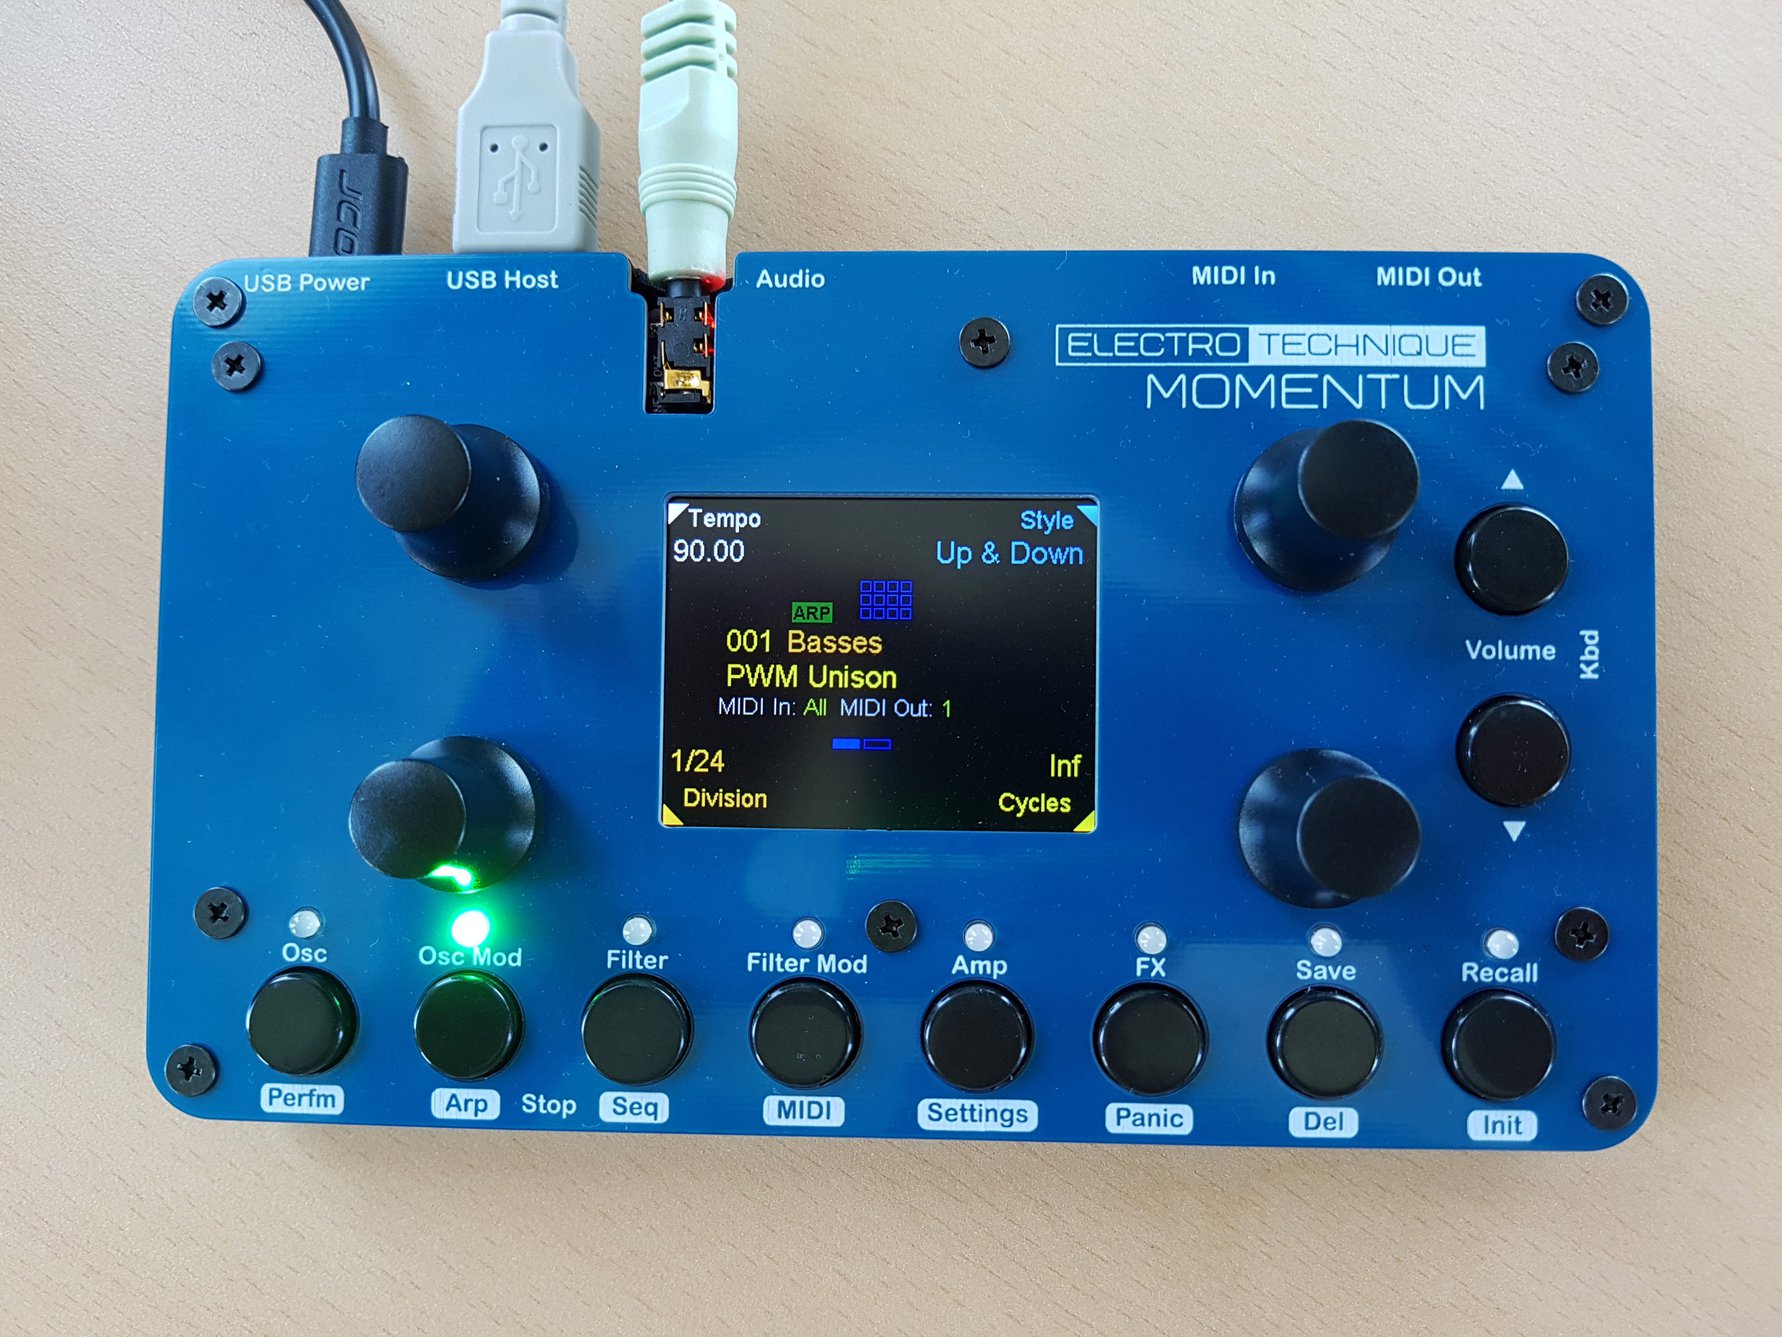 USB Power
USB Host
Audio
MIDI In
MIDI Out
ELECTRO TECHNIQUE
MOMENTUM
Tempo
Style
90.00
Up & Down
ARP
001 Basses
PWM Unison
MIDI In: All MIDI Out: 1
1/24
Inf
Division
Cycles
Volume
Kbd
Osc
Osc Mod
Filter
Filter Mod
Amp
FX
Save
Recall
Perfm
Arp
Stop
Seq
MIDI
Settings
Panic
Del
Init